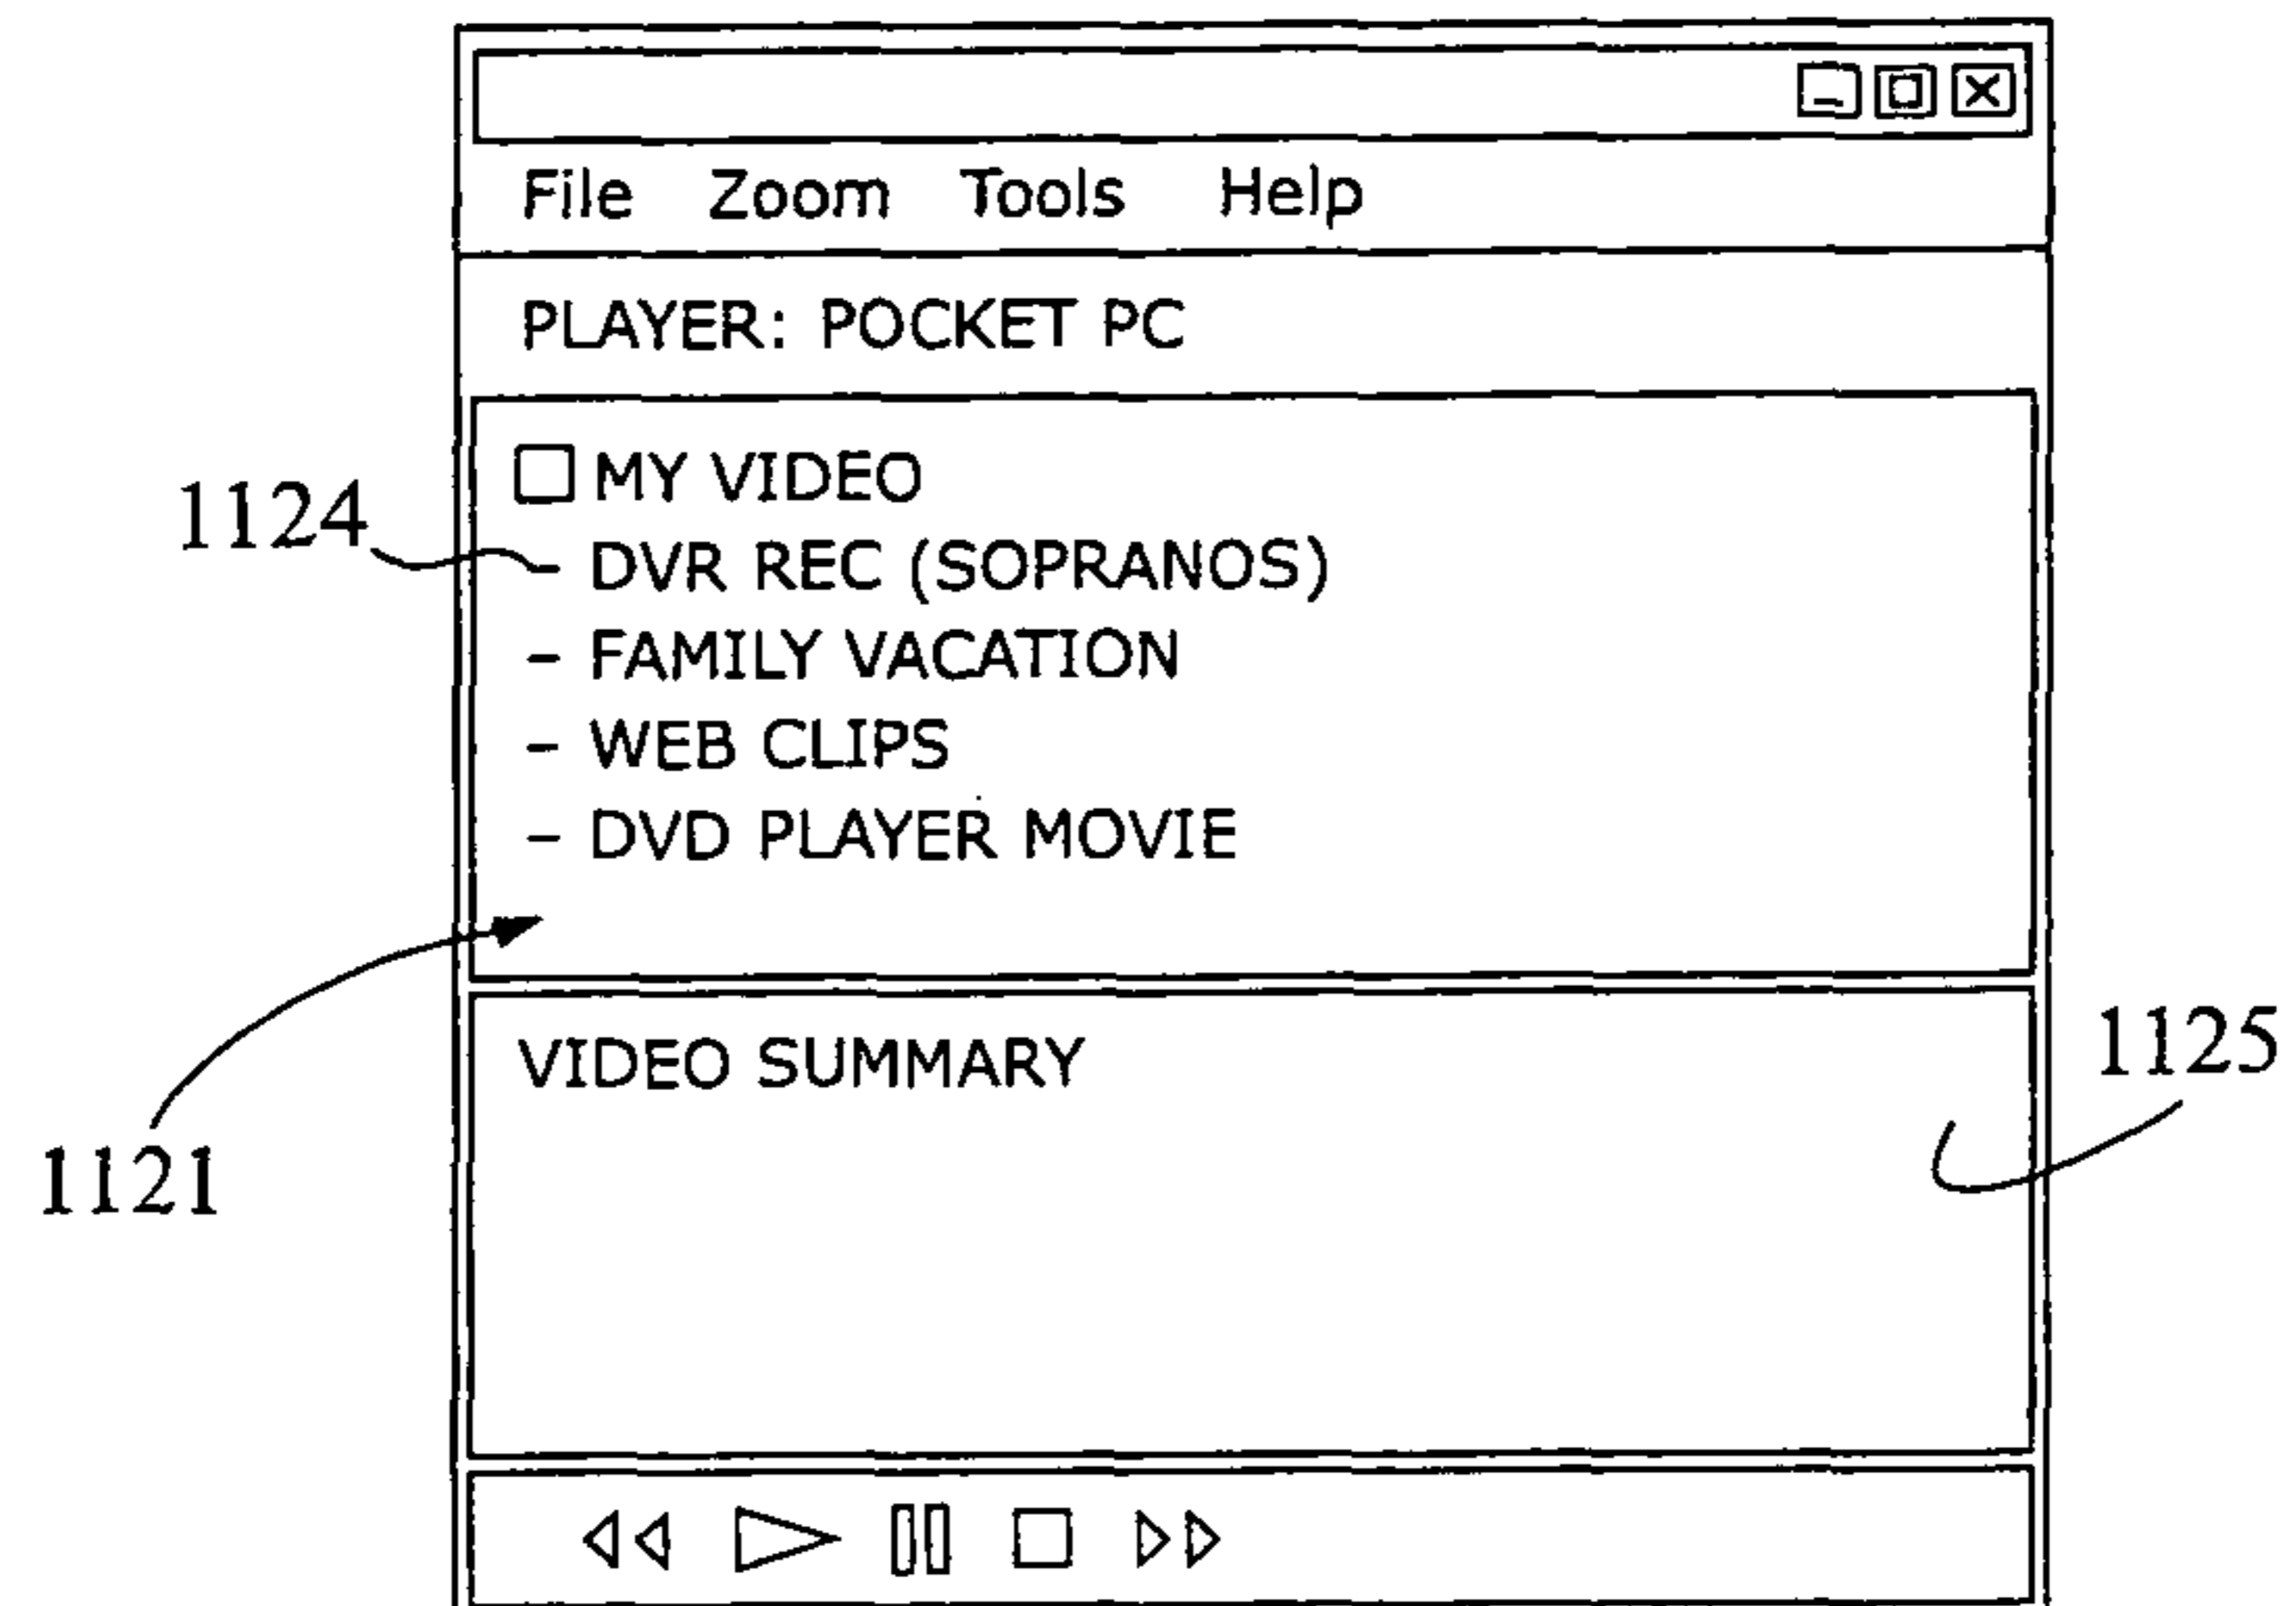 File Zoom Tools Help
PLAYER: POCKET PC
MY VIDEO
1124
- DVR REC (SOPRANOS)
- FAMILY VACATION
- WEB CLIPS
- DVD PLAYER MOVIE
VIDEO SUMMARY
1125
1121